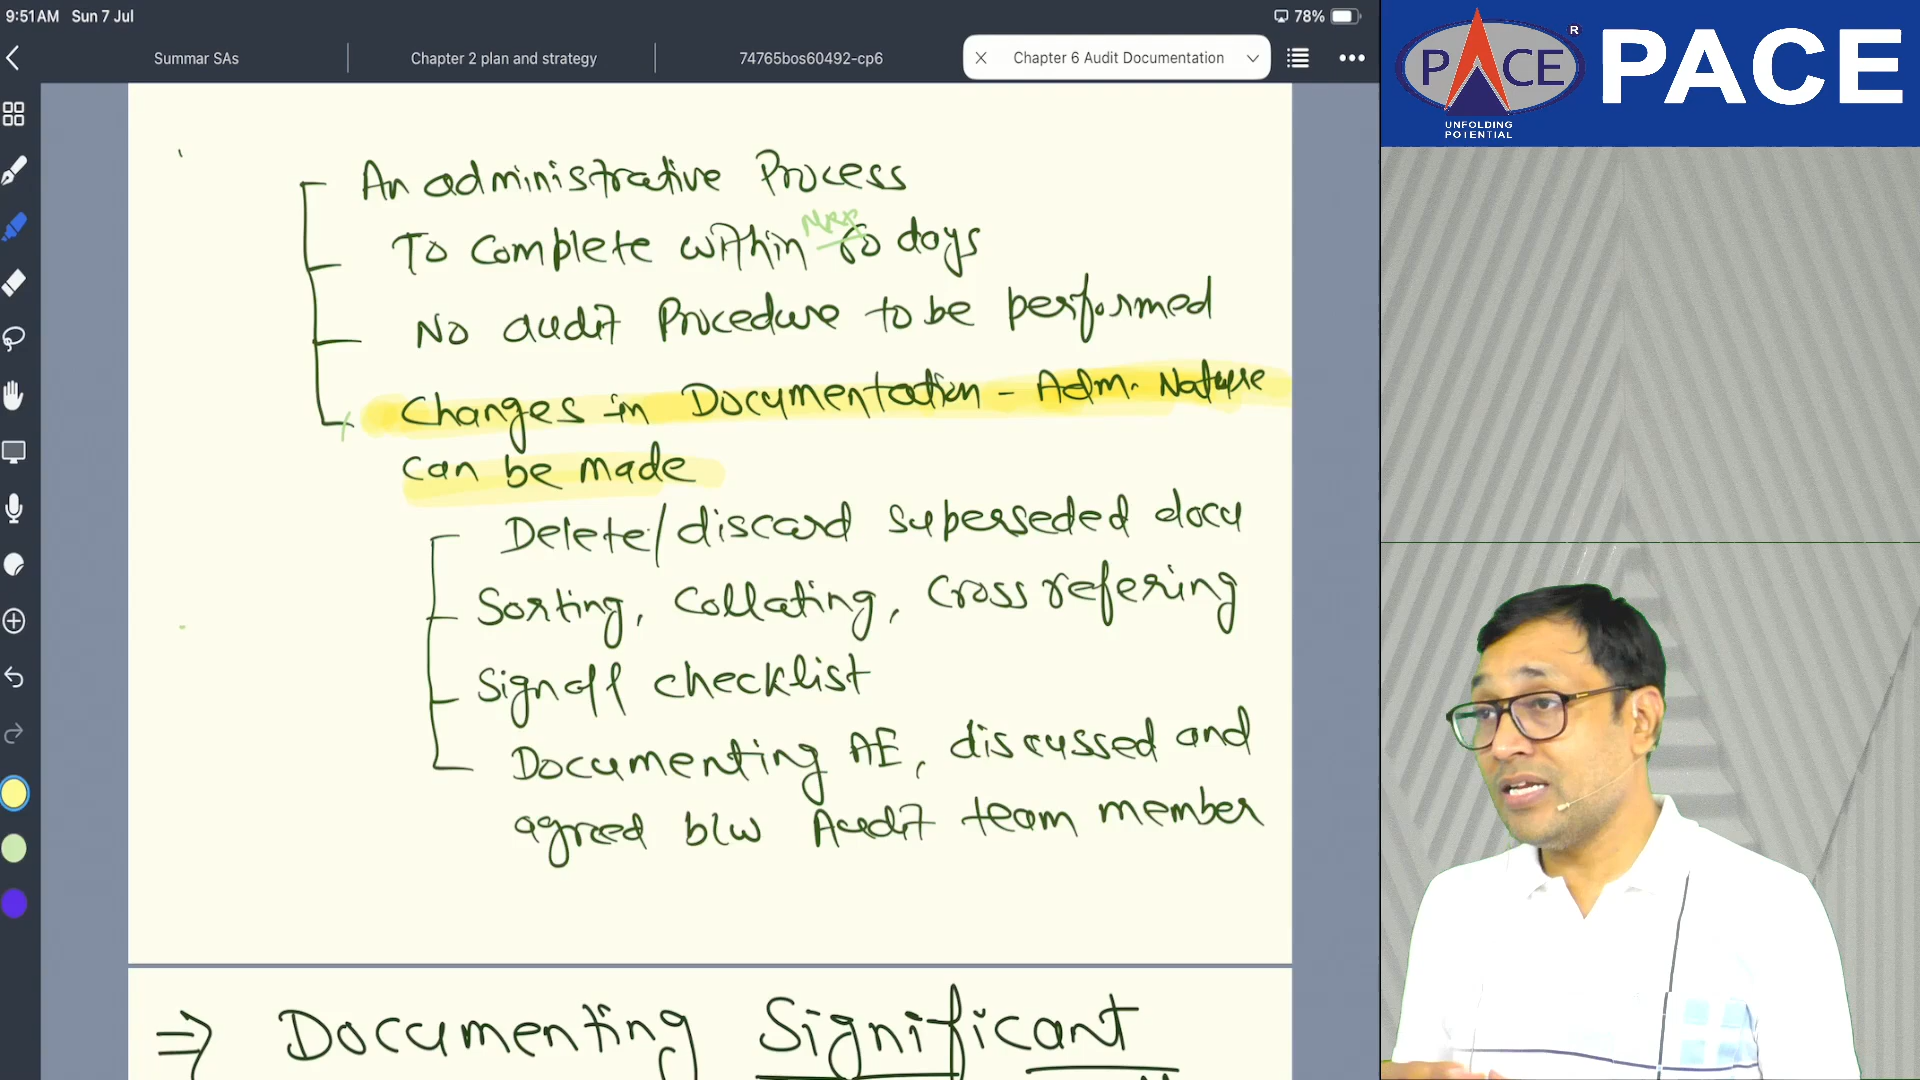 9:51AM Sun 7 Jul
78%
Summar SAs
Chapter 2 plan and strategy
74765bos60492-cp6
Chapter 6 Audit Documentation
PACE
UNFOLDING
POTENTIAL
PACE
An administrative Process
Max
To complete within 60 days
No audit Procedure to be performed
Changes in Documentation - Adm. Nature
can be made
Delete/discard superseded docu
Sorting, Collating, Cross refering
Signoff checklist
Documenting AE, discussed and
agreed b/w Audit team member
⇒ Documenting Significant